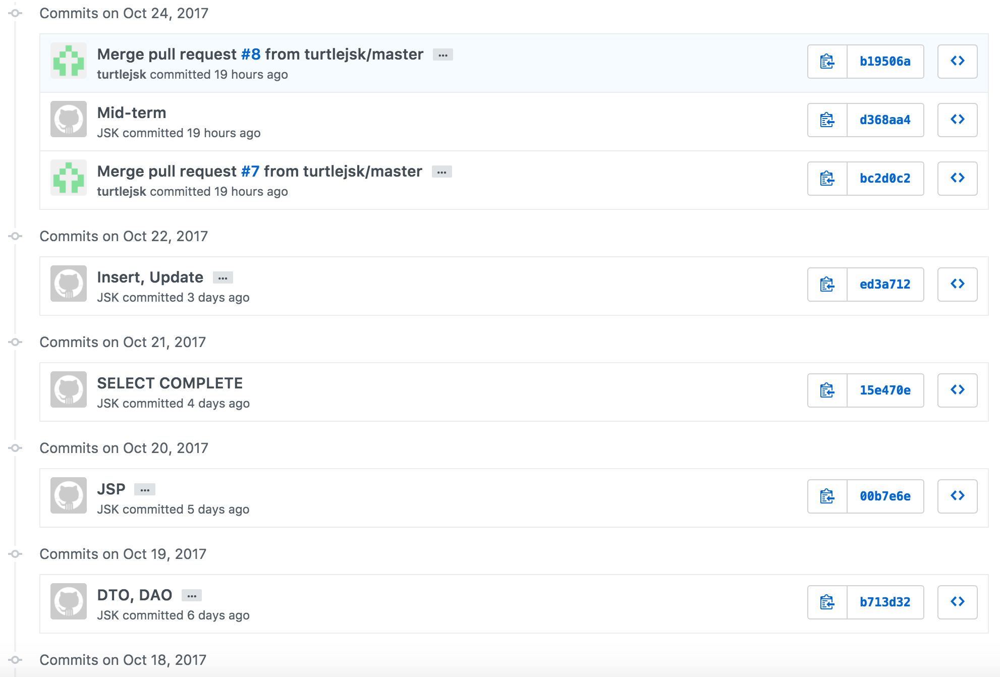 Commits on Oct 24, 2017
Merge pull request #8 from turtlejsk/master ...
turtlejsk committed 19 hours ago
b19506a
Mid-term
JSK committed 19 hours ago
d368aa4
Merge pull request #7 from turtlejsk/master ...
turtlejsk committed 19 hours ago
bc2d0c2
Commits on Oct 22, 2017
Insert, Update ...
JSK committed 3 days ago
ed3a712
Commits on Oct 21, 2017
SELECT COMPLETE
JSK committed 4 days ago
15e470e
Commits on Oct 20, 2017
JSP ...
JSK committed 5 days ago
00b7e6e
Commits on Oct 19, 2017
DTO, DAO ...
JSK committed 6 days ago
b713d32
Commits on Oct 18, 2017